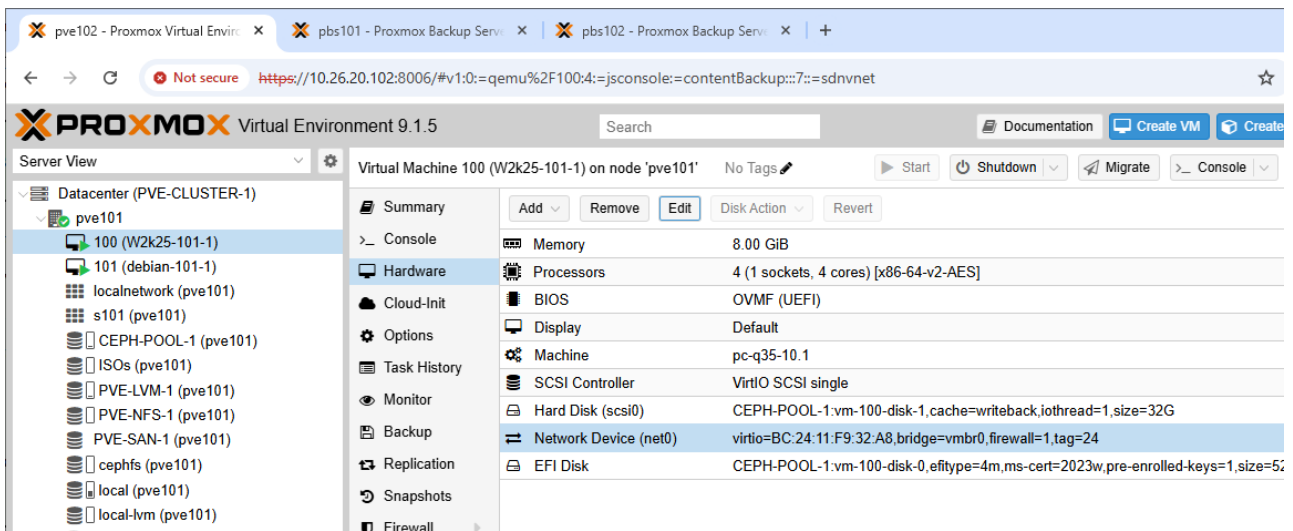 pve102 - Proxmox Virtual Enviro
pbs101 - Proxmox Backup Serve
pbs102 - Proxmox Backup Serve
Not secure https://10.26.20.102:8006/#v1:0:=qemu%2F100:4:=jsconsole:=contentBackup:::7::=sdnvnet
PROXMOX Virtual Environment 9.1.5 Search Documentation Create VM Create
Server View
Datacenter (PVE-CLUSTER-1)
pve101
100 (W2k25-101-1)
101 (debian-101-1)
localnetwork (pve101)
s101 (pve101)
CEPH-POOL-1 (pve101)
ISOs (pve101)
PVE-LVM-1 (pve101)
PVE-NFS-1 (pve101)
PVE-SAN-1 (pve101)
cephfs (pve101)
local (pve101)
local-lvm (pve101)
Virtual Machine 100 (W2k25-101-1) on node 'pve101' No Tags Start Shutdown Migrate >_ Console
Summary
>_ Console
Hardware
Cloud-Init
Options
Task History
Monitor
Backup
Replication
Snapshots
Firewall
Add Remove Edit Disk Action Revert
Memory 8.00 GiB
Processors 4 (1 sockets, 4 cores) [x86-64-v2-AES]
BIOS OVMF (UEFI)
Display Default
Machine pc-q35-10.1
SCSI Controller VirtIO SCSI single
Hard Disk (scsi0) CEPH-POOL-1:vm-100-disk-1,cache=writeback,iothread=1,size=32G
Network Device (net0) virtio=BC:24:11:F9:32:A8,bridge=vmbr0,firewall=1,tag=24
EFI Disk CEPH-POOL-1:vm-100-disk-0,efitype=4m,ms-cert=2023w,pre-enrolled-keys=1,size=52